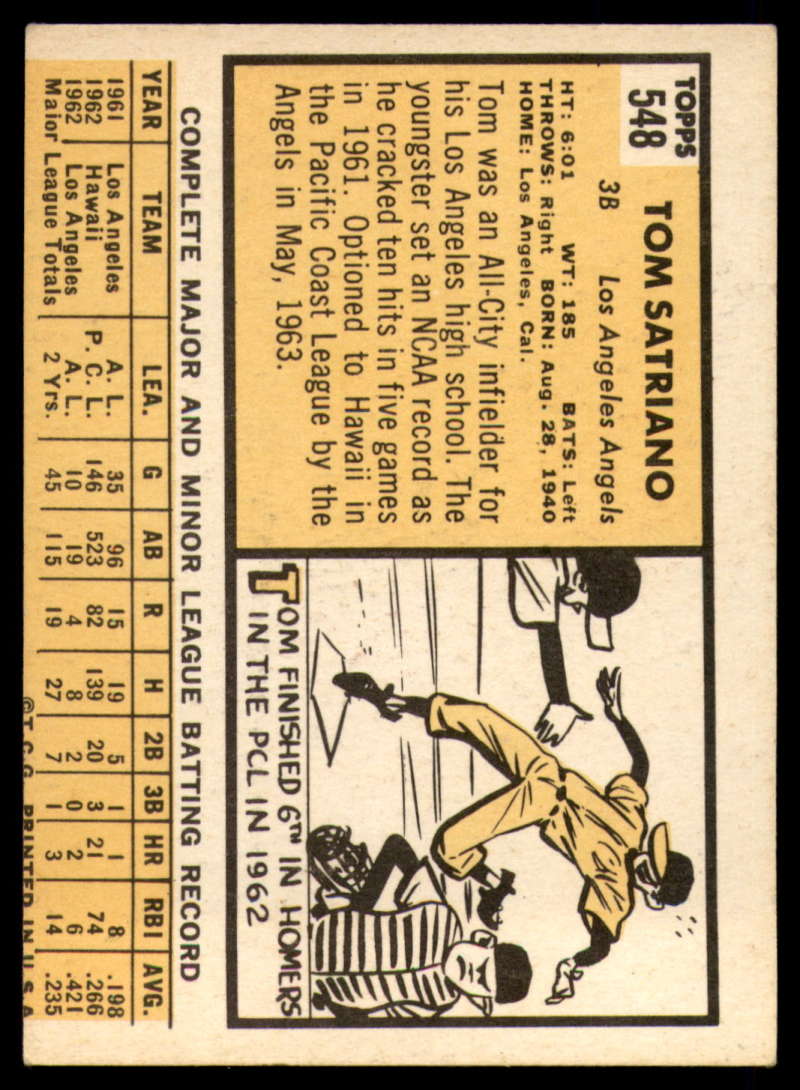 TOPPS
548
TOM SATRIANO
3B Los Angeles Angels
HT: 6:01 WT: 185 BATS: Left
THROWS: Right BORN: Aug. 28, 1940
HOME: Los Angeles, Cal.
Tom was an All-City infielder for
his Los Angeles high school. The
youngster set an NCAA record as
he cracked ten hits in five games
in 1961. Optioned to Hawaii in
the Pacific Coast League by the
Angels in May, 1963.
TOM FINISHED 6TH IN HOMERS
IN THE PCL IN 1962
COMPLETE MAJOR AND MINOR LEAGUE BATTING RECORD
YEAR TEAM LEA. G AB R H 2B 3B HR RBI AVG.
1961 Los Angeles A. L. 35 96 15 19 5 1 1 8 .198
1962 Hawaii P. C. L. 146 523 82 139 20 3 21 74 .266
1962 Los Angeles A. L. 10 19 4 8 2 0 2 6 .421
Major League Totals 2 Yrs. 45 115 19 27 7 1 3 14 .235
©T.C.G. PRINTED IN U.S.A.